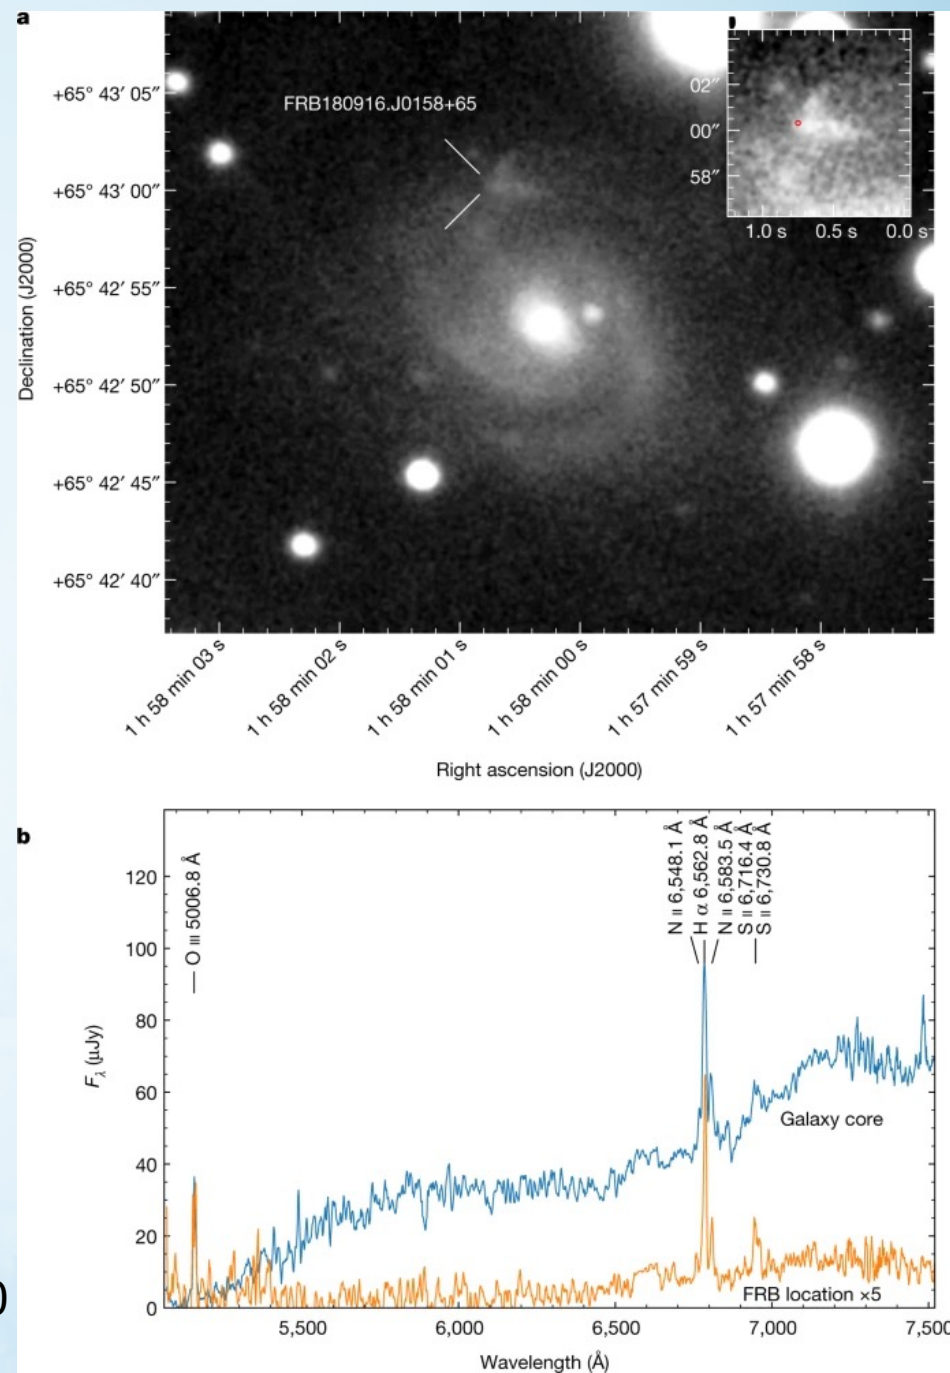 a
FRB180916.J0158+65
+65° 43′ 05″
+65° 43′ 00″
+65° 42′ 55″
+65° 42′ 50″
+65° 42′ 45″
+65° 42′ 40″
Declination (J2000)
02″
00″
58″
1.0 s 0.5 s 0.0 s
1 h 58 min 03 s
1 h 58 min 02 s
1 h 58 min 01 s
1 h 58 min 00 s
1 h 57 min 59 s
1 h 57 min 58 s
Right ascension (J2000)
b
O III 5006.8 Å
N II 6,548.1 Å
H α 6,562.8 Å
N II 6,583.5 Å
S II 6,716.4 Å
S II 6,730.8 Å
120
100
80
60
40
20
0
Fλ (μJy)
Galaxy core
FRB location ×5
5,500 6,000 6,500 7,000 7,500
Wavelength (Å)